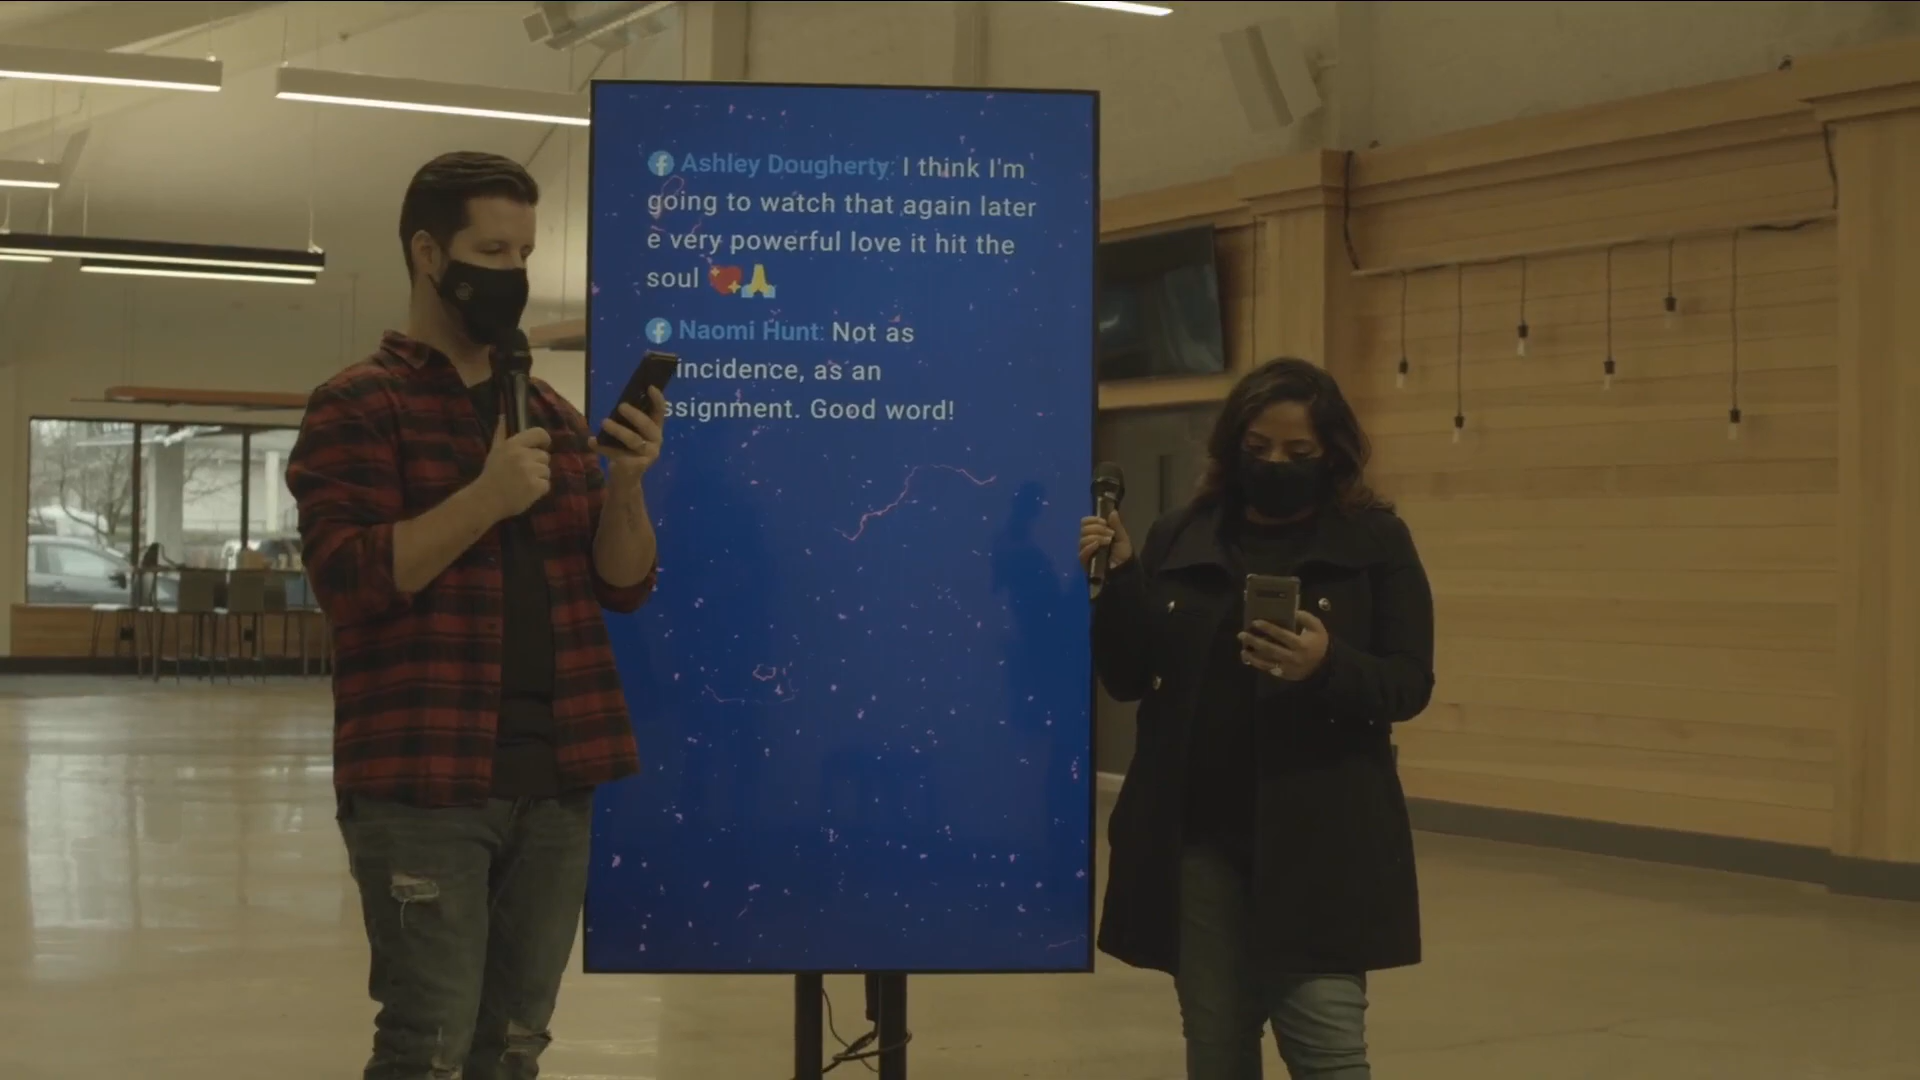 Ashley Dougherty: I think I'm
going to watch that again later
e very powerful love it hit the
soul 💖🙏
Naomi Hunt: Not as
incidence, as an
ssignment. Good word!